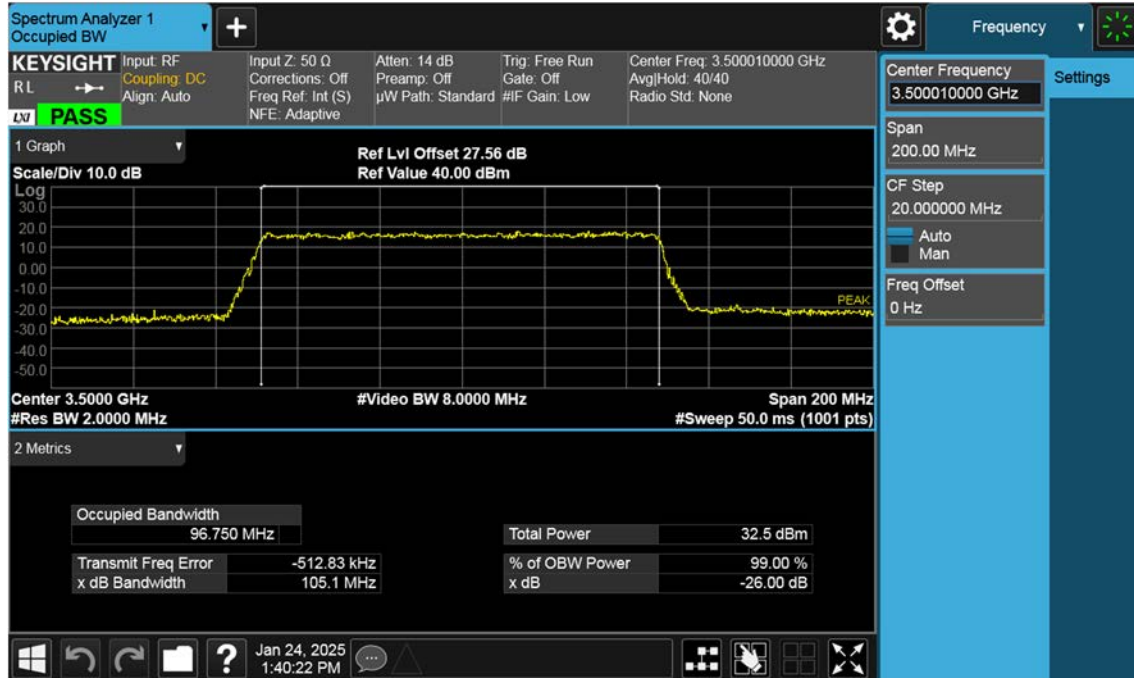 Spectrum Analyzer 1
Occupied BW
Frequency
KEYSIGHT
RL
LXI
PASS
Input: RF
Coupling: DC
Align: Auto
Input Z: 50 Ω
Corrections: Off
Freq Ref: Int (S)
NFE: Adaptive
Atten: 14 dB
Preamp: Off
µW Path: Standard
Trig: Free Run
Gate: Off
#IF Gain: Low
Center Freq: 3.500010000 GHz
Avg|Hold: 40/40
Radio Std: None
Center Frequency
3.500010000 GHz
Settings
Span
200.00 MHz
CF Step
20.000000 MHz
Auto
Man
Freq Offset
0 Hz
1 Graph
Ref Lvl Offset 27.56 dB
Scale/Div 10.0 dB
Ref Value 40.00 dBm
Log
30.0
20.0
10.0
0.00
-10.0
-20.0
-30.0
-40.0
-50.0
PEAK
Center 3.5000 GHz
#Video BW 8.0000 MHz
Span 200 MHz
#Res BW 2.0000 MHz
#Sweep 50.0 ms (1001 pts)
2 Metrics
Occupied Bandwidth
96.750 MHz
Total Power 32.5 dBm
Transmit Freq Error -512.83 kHz
% of OBW Power 99.00 %
x dB Bandwidth 105.1 MHz
x dB -26.00 dB
Jan 24, 2025
1:40:22 PM